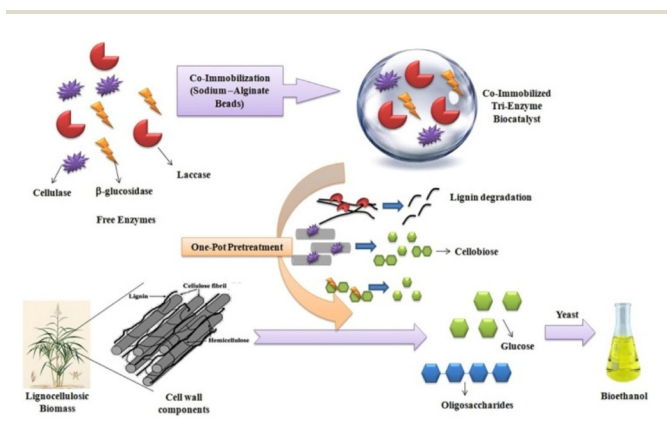 Co-Immobilization
(Sodium –Alginate
Beads)
Co-Immobilized
Tri-Enzyme
Biocatalyst
Laccase
Cellulase
β-glucosidase
Free Enzymes
Lignin degradation
One-Pot Pretreatment
Cellobiose
Cellulose fibril
Lignin
Hemicellulose
Yeast
Glucose
Lignocellulosic
Biomass
Cell wall
components
Oligosaccharides
Bioethanol